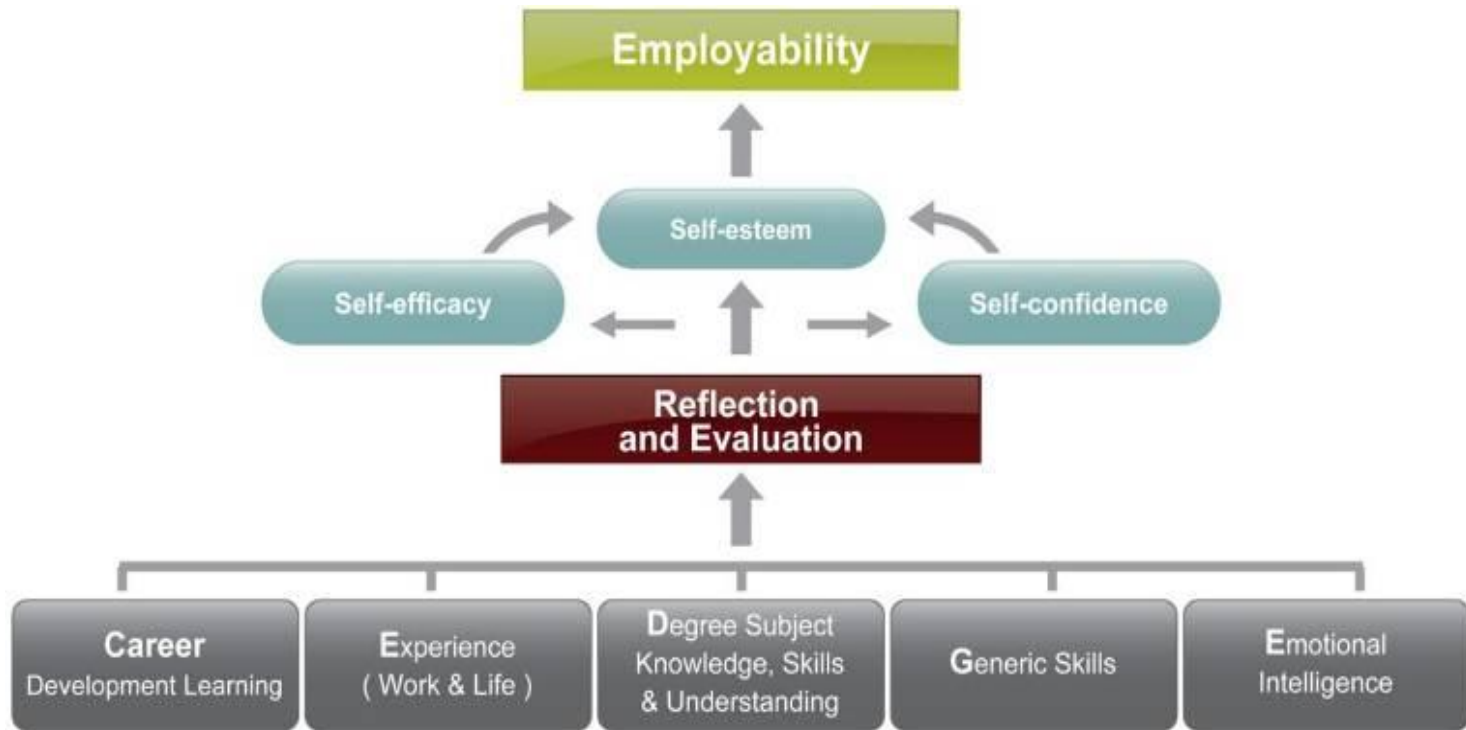 Employability
Self-esteem
Self-efficacy
Self-confidence
Reflection
and Evaluation
Career
Development Learning
Experience
( Work & Life )
Degree Subject
Knowledge, Skills
& Understanding
Generic Skills
Emotional
Intelligence